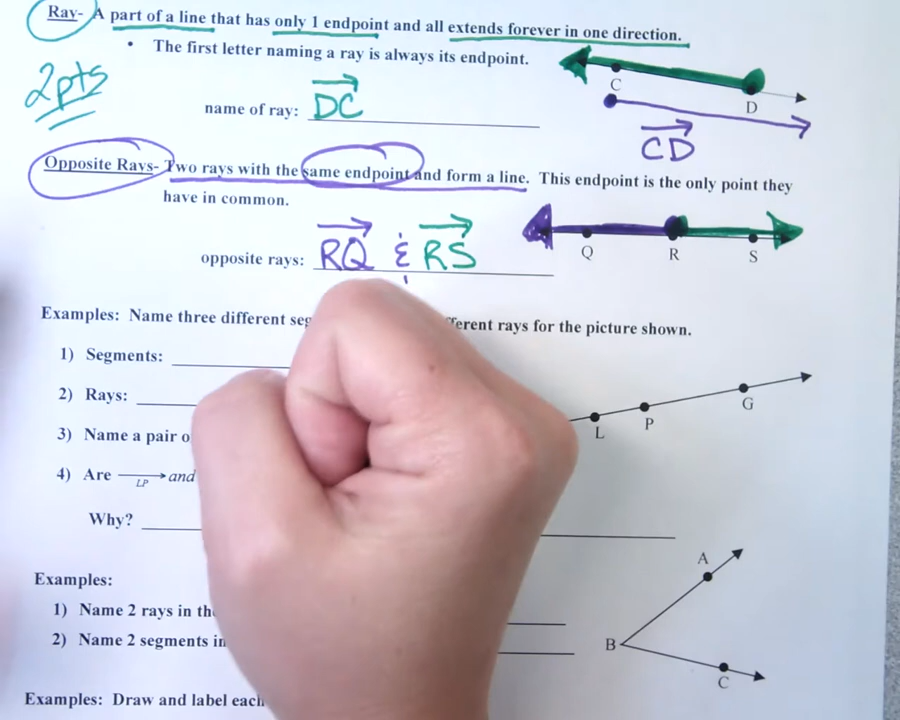 Ray- A part of a line that has only 1 endpoint and all extends forever in one direction.
• The first letter naming a ray is always its endpoint.
2pts
name of ray: DC
C
D
CD
Opposite Rays- Two rays with the same endpoint and form a line. This endpoint is the only point they
have in common.
opposite rays: RQ & RS
Q R S
Examples: Name three different rays for the picture shown.
1) Segments:
2) Rays:
3) Name a pair
4) Are LP and
Why?
L P G
Examples:
1) Name 2 rays in
2) Name 2 segments in
A
B
C
Examples: Draw and label each